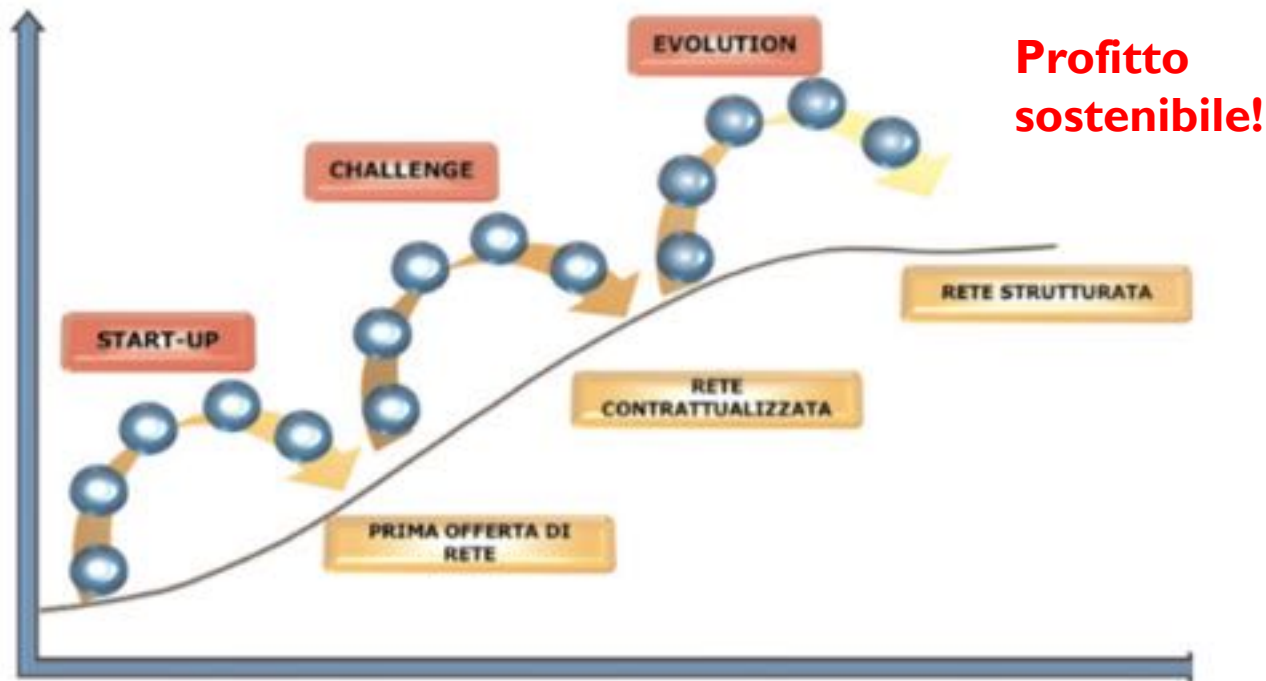 EVOLUTION
Profitto
sostenibile!
CHALLENGE
RETE STRUTTURATA
START-UP
RETE
CONTRATTUALIZZATA
PRIMA OFFERTA DI
RETE